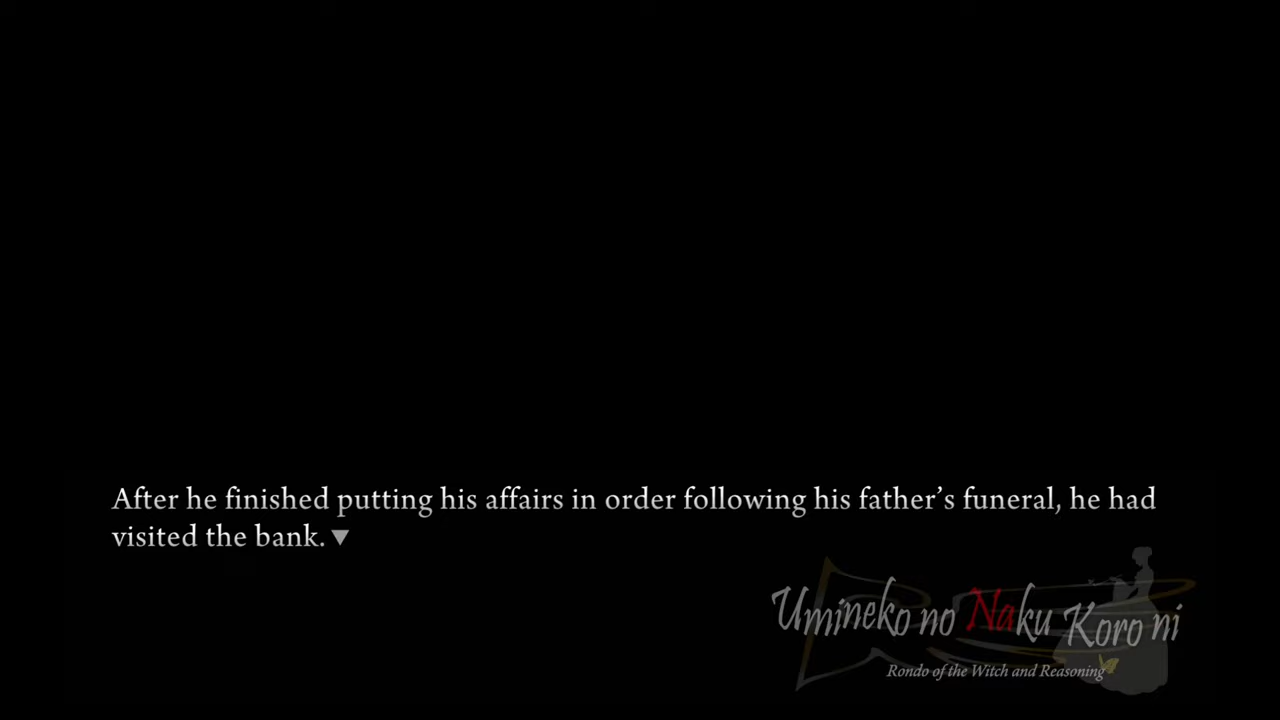 After he finished putting his affairs in order following his father’s funeral, he had
visited the bank.
Umineko no Naku Koro ni
Rondo of the Witch and Reasoning